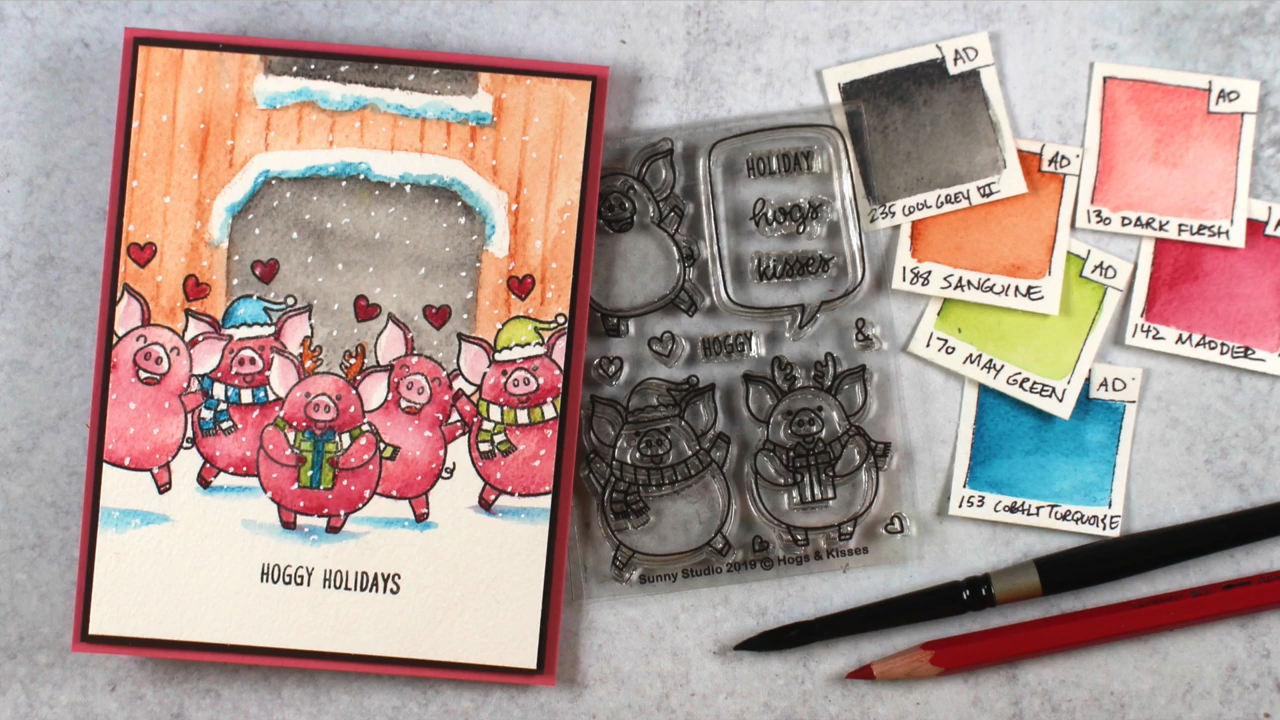 HOGGY HOLIDAYS
HOLIDAY
hogs
kisses
HOGGY
&
Sunny Studio 2019 © Hogs & Kisses
AD
235 COOL GREY VI
AD
188 SANGUINE
AD
170 MAY GREEN
AD
153 COBALT TURQUOISE
AD
130 DARK FLESH
142 MADDER